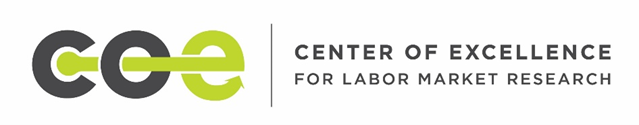 coe
CENTER OF EXCELLENCE
FOR LABOR MARKET RESEARCH